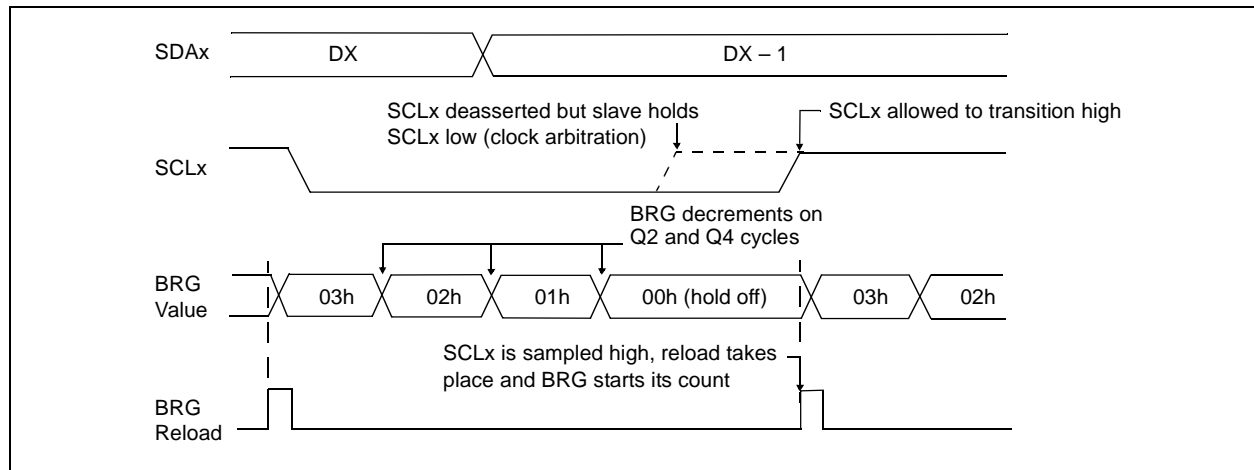 SDAx
DX
DX – 1
SCLx deasserted but slave holds
SCLx low (clock arbitration)
SCLx allowed to transition high
SCLx
BRG decrements on
Q2 and Q4 cycles
BRG
Value
03h
02h
01h
00h (hold off)
03h
02h
SCLx is sampled high, reload takes
place and BRG starts its count
BRG
Reload